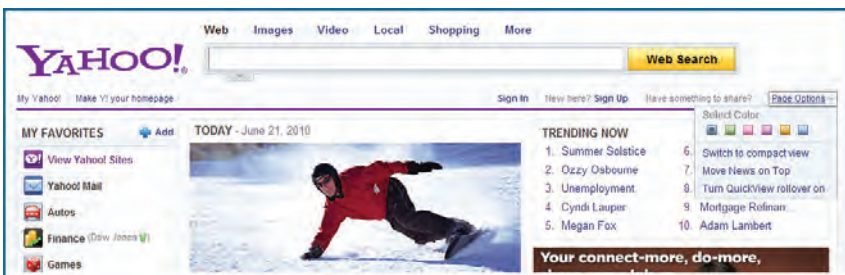 Web Images Video Local Shopping More
YAHOO!
Web Search
My Yahoo! Make Y! your homepage
Sign In New here? Sign Up Have something to share? Page Options
MY FAVORITES Add
View Yahoo! Sites
Yahoo! Mail
Autos
Finance (Dow Jones)
Games
TODAY - June 21, 2010
TRENDING NOW
1. Summer Solstice
2. Ozzy Osbourne
3. Unemployment
4. Cyndi Lauper
5. Megan Fox
6.
7.
8.
9. Mortgage Refinan...
10. Adam Lambert
Select Color
Switch to compact view
Move News on Top
Turn QuickView rollover on
Your connect-more, do-more,